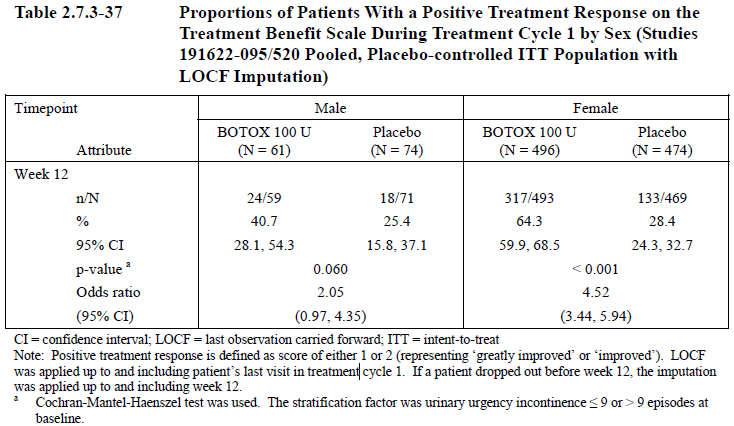 Table 2.7.3-37 Proportions of Patients With a Positive Treatment Response on the
Treatment Benefit Scale During Treatment Cycle 1 by Sex (Studies
191622-095/520 Pooled, Placebo-controlled ITT Population with
LOCF Imputation)
Timepoint Male Female
Attribute BOTOX 100 U (N = 61) Placebo (N = 74) BOTOX 100 U (N = 496) Placebo (N = 474)
Week 12
n/N 24/59 18/71 317/493 133/469
% 40.7 25.4 64.3 28.4
95% CI 28.1, 54.3 15.8, 37.1 59.9, 68.5 24.3, 32.7
p-value a 0.060 < 0.001
Odds ratio 2.05 4.52
(95% CI) (0.97, 4.35) (3.44, 5.94)
CI = confidence interval; LOCF = last observation carried forward; ITT = intent-to-treat
Note: Positive treatment response is defined as score of either 1 or 2 (representing ‘greatly improved’ or ‘improved’). LOCF
was applied up to and including patient’s last visit in treatment cycle 1. If a patient dropped out before week 12, the imputation
was applied up to and including week 12.
a Cochran-Mantel-Haenszel test was used. The stratification factor was urinary urgency incontinence ≤ 9 or > 9 episodes at
baseline.